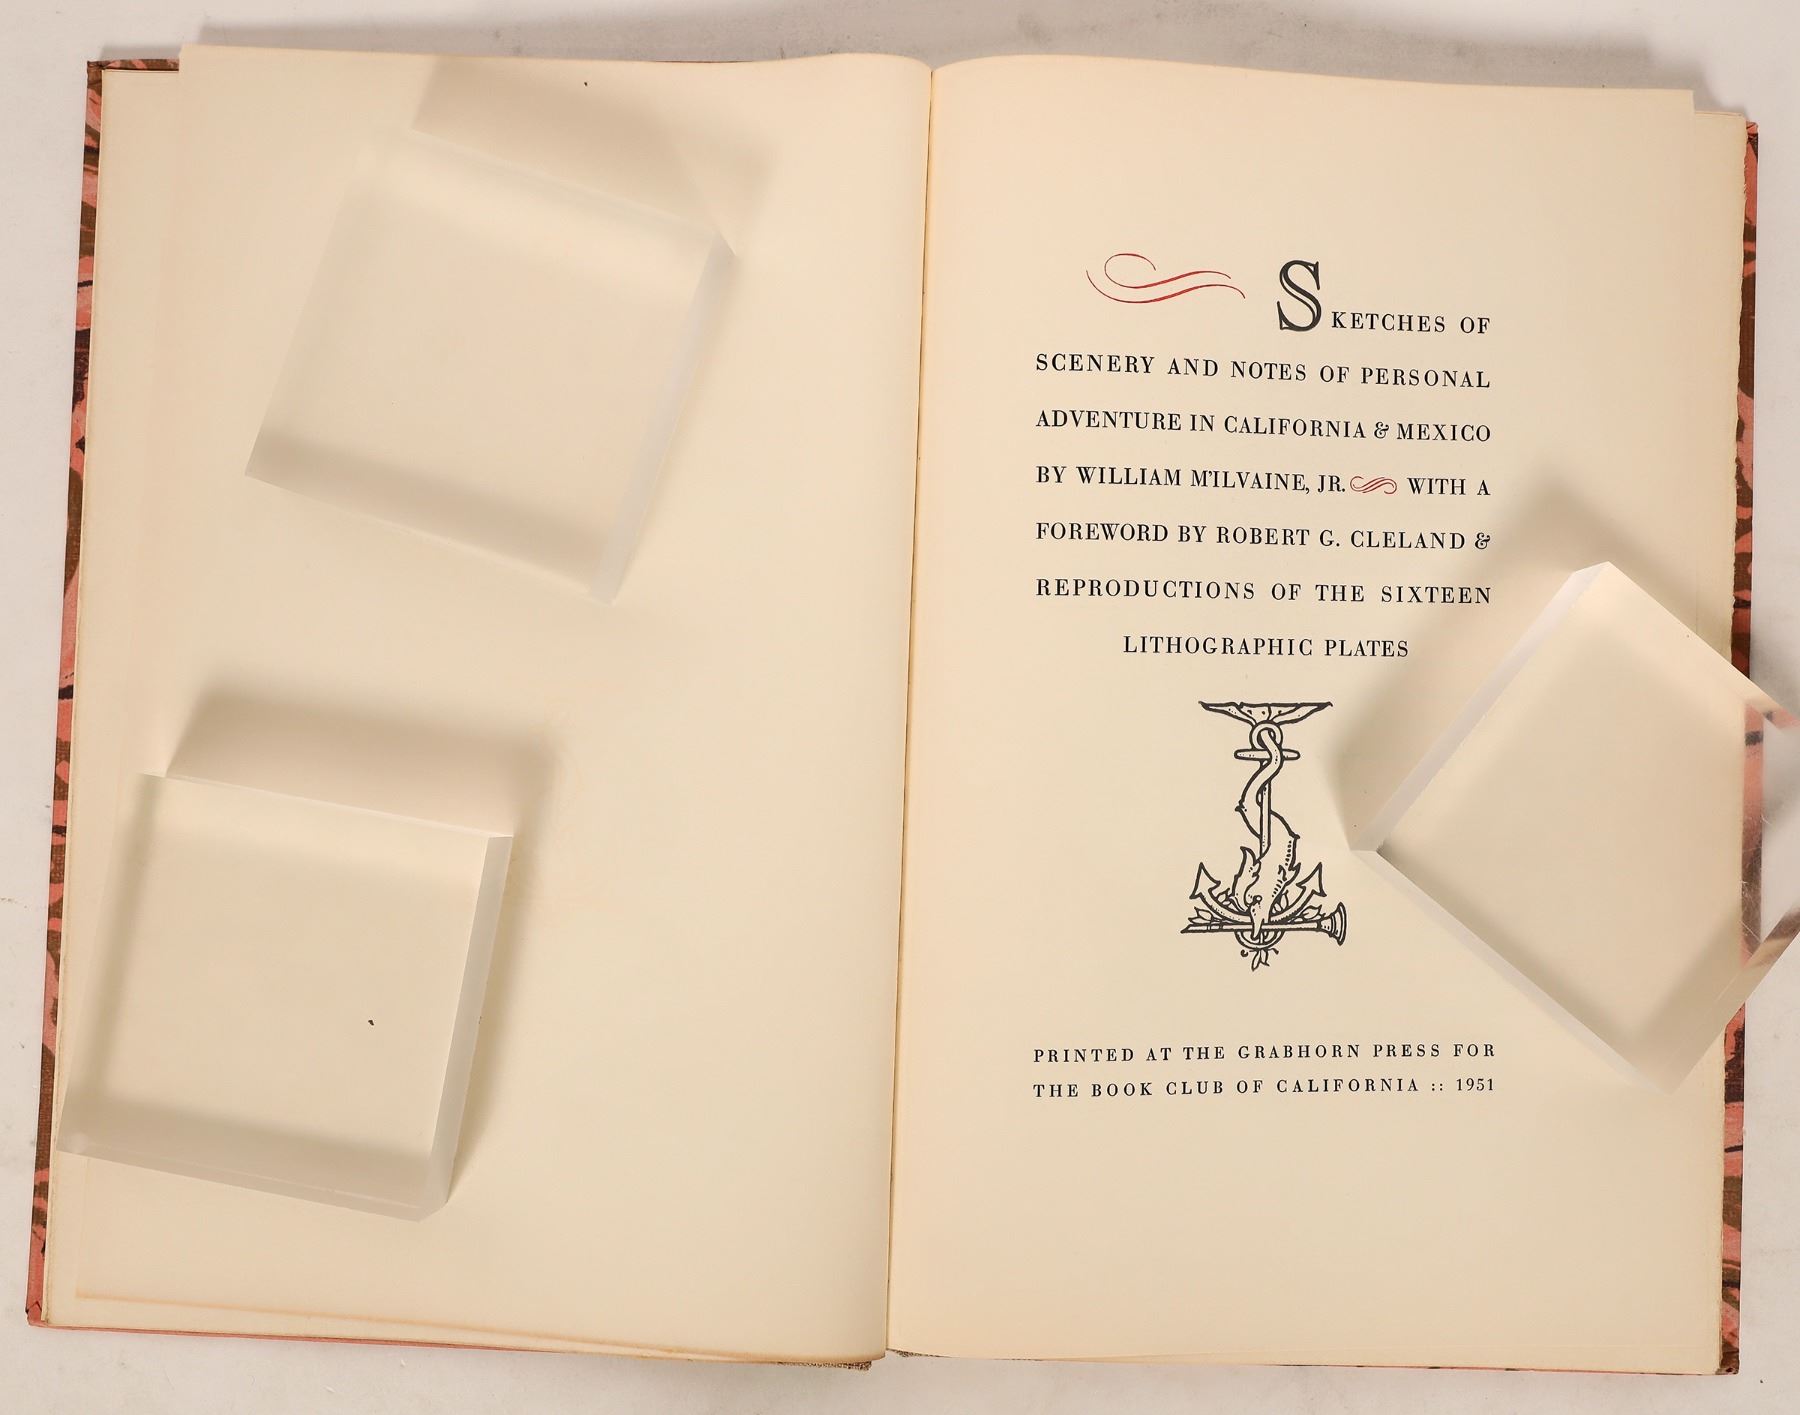 SKETCHES OF
SCENERY AND NOTES OF PERSONAL
ADVENTURE IN CALIFORNIA & MEXICO
BY WILLIAM M'ILVAINE, JR. WITH A
FOREWORD BY ROBERT G. CLELAND &
REPRODUCTIONS OF THE SIXTEEN
LITHOGRAPHIC PLATES
PRINTED AT THE GRABHORN PRESS FOR
THE BOOK CLUB OF CALIFORNIA :: 1951